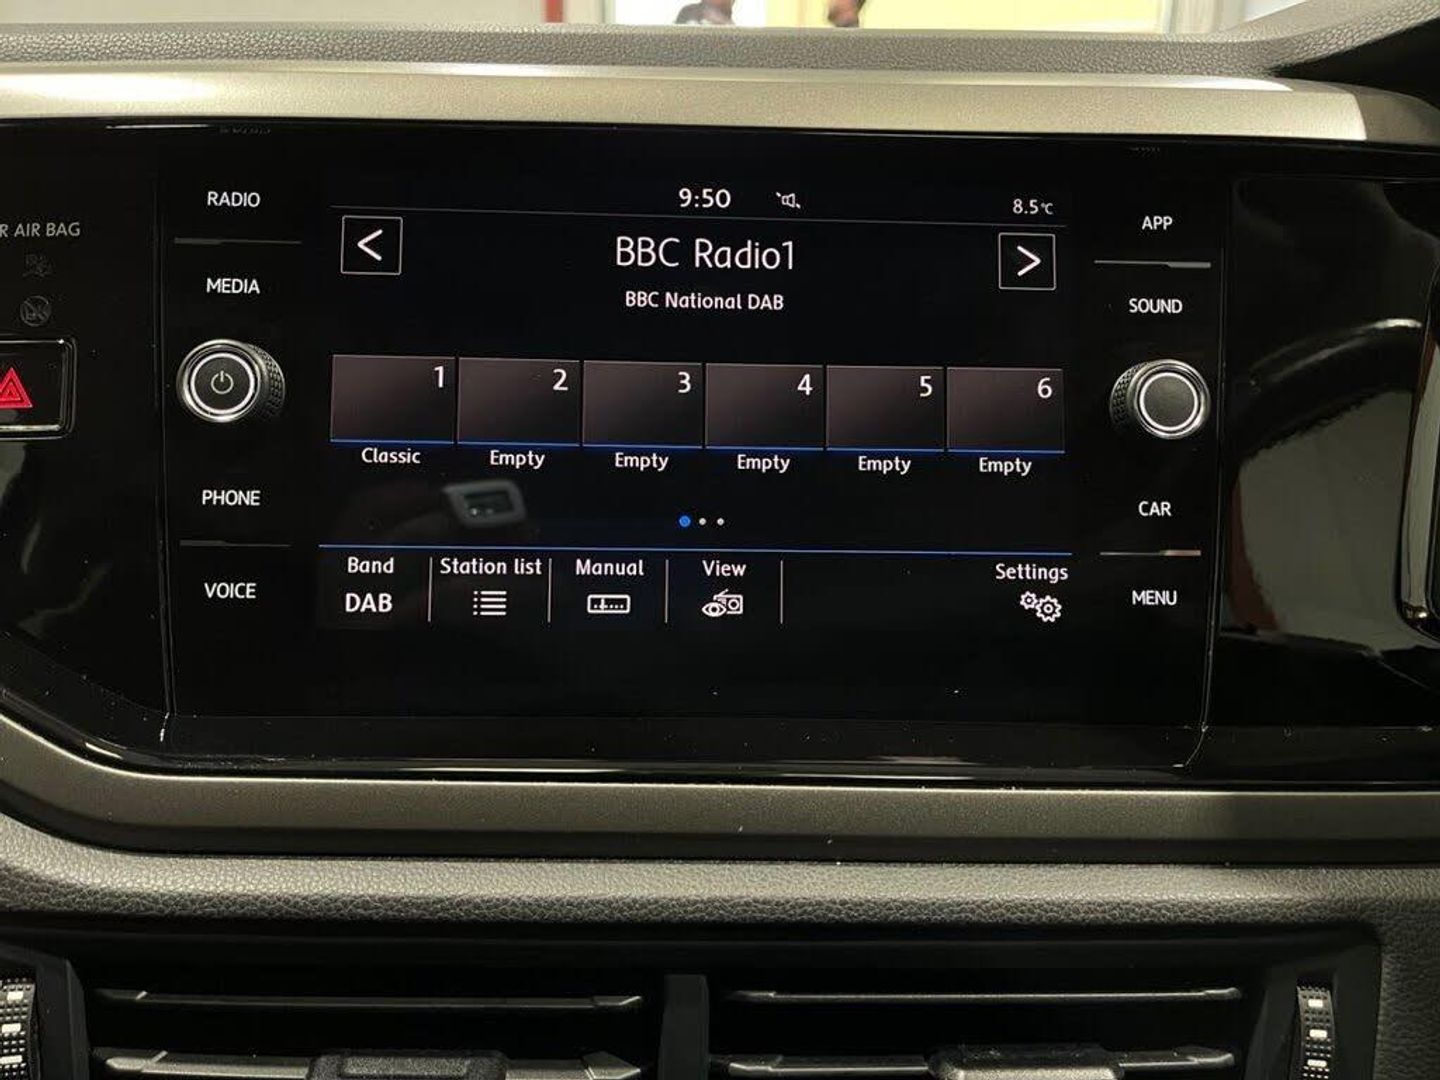 RADIO
MEDIA
PHONE
VOICE
R AIR BAG
9:50
8.5°C
<
BBC Radio1
>
BBC National DAB
1
2
3
4
5
6
Classic
Empty
Empty
Empty
Empty
Empty
Band
Station list
Manual
View
Settings
DAB
APP
SOUND
CAR
MENU